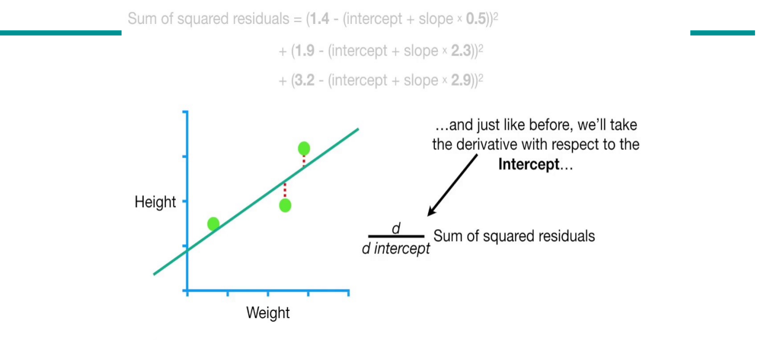 Sum of squared residuals = (1.4 - (intercept + slope × 0.5))²
+ (1.9 - (intercept + slope × 2.3))²
+ (3.2 - (intercept + slope × 2.9))²
…and just like before, we'll take
the derivative with respect to the
Intercept…
Height
d
d intercept
Sum of squared residuals
Weight